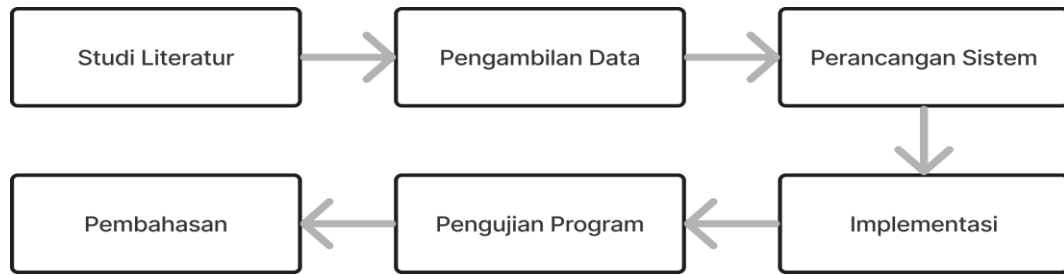 Studi Literatur
Pengambilan Data
Perancangan Sistem
Implementasi
Pengujian Program
Pembahasan